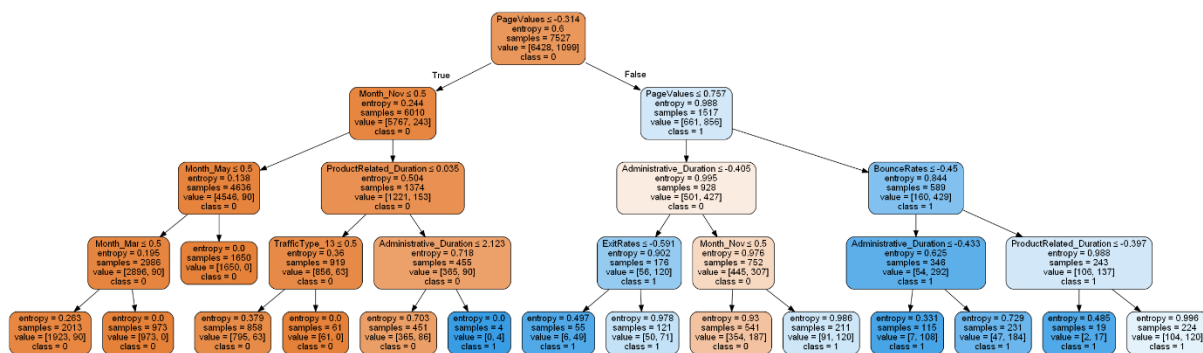 PageValues ≤ -0.314
entropy = 0.6
samples = 7527
value = [6428, 1099]
class = 0
True
False
Month_Nov ≤ 0.5
entropy = 0.244
samples = 6010
value = [5767, 243]
class = 0
PageValues ≤ 0.757
entropy = 0.988
samples = 1517
value = [661, 856]
class = 1
Month_May ≤ 0.5
entropy = 0.138
samples = 4636
value = [4546, 90]
class = 0
ProductRelated_Duration ≤ 0.035
entropy = 0.504
samples = 1374
value = [1221, 153]
class = 0
Administrative_Duration ≤ -0.405
entropy = 0.995
samples = 928
value = [501, 427]
class = 0
BounceRates ≤ -0.45
entropy = 0.844
samples = 589
value = [160, 429]
class = 1
Month_Mar ≤ 0.5
entropy = 0.195
samples = 2986
value = [2896, 90]
class = 0
entropy = 0.0
samples = 1650
value = [1650, 0]
class = 0
TrafficType_13 ≤ 0.5
entropy = 0.36
samples = 919
value = [856, 63]
class = 0
Administrative_Duration ≤ 2.123
entropy = 0.718
samples = 455
value = [365, 90]
class = 0
ExitRates ≤ -0.591
entropy = 0.902
samples = 176
value = [56, 120]
class = 1
Month_Nov ≤ 0.5
entropy = 0.976
samples = 752
value = [445, 307]
class = 0
Administrative_Duration ≤ -0.433
entropy = 0.625
samples = 346
value = [54, 292]
class = 1
ProductRelated_Duration ≤ -0.397
entropy = 0.988
samples = 243
value = [106, 137]
class = 1
entropy = 0.263
samples = 2013
value = [1923, 90]
class = 0
entropy = 0.0
samples = 973
value = [973, 0]
class = 0
entropy = 0.379
samples = 858
value = [795, 63]
class = 0
entropy = 0.0
samples = 61
value = [61, 0]
class = 0
entropy = 0.703
samples = 451
value = [365, 86]
class = 0
entropy = 0.0
samples = 4
value = [0, 4]
class = 1
entropy = 0.497
samples = 55
value = [6, 49]
class = 1
entropy = 0.978
samples = 121
value = [50, 71]
class = 1
entropy = 0.93
samples = 541
value = [354, 187]
class = 0
entropy = 0.986
samples = 211
value = [91, 120]
class = 1
entropy = 0.331
samples = 115
value = [7, 108]
class = 1
entropy = 0.729
samples = 231
value = [47, 184]
class = 1
entropy = 0.485
samples = 19
value = [2, 17]
class = 1
entropy = 0.996
samples = 224
value = [104, 120]
class = 1